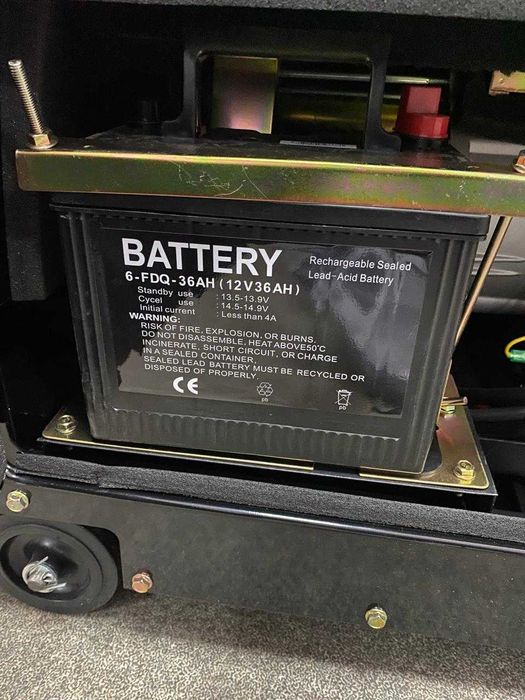 BATTERY
Rechargeable Sealed
Lead-Acid Battery
6-FDQ-36AH (12V36AH)
Standby use : 13.5-13.9V
Cycel use : 14.5-14.9V
Initial current : Less than 4A
WARNING:
RISK OF FIRE, EXPLOSION, OR BURNS.
DO NOT DISASSEMBLE, HEAT ABOVE50°C
INCINERATE, SHORT CIRCUIT, OR CHARGE
IN A SEALED CONTAINER.
SEALED LEAD BATTERY MUST BE RECYCLED OR
DISPOSED OF PROPERLY.
CE
pb
pb